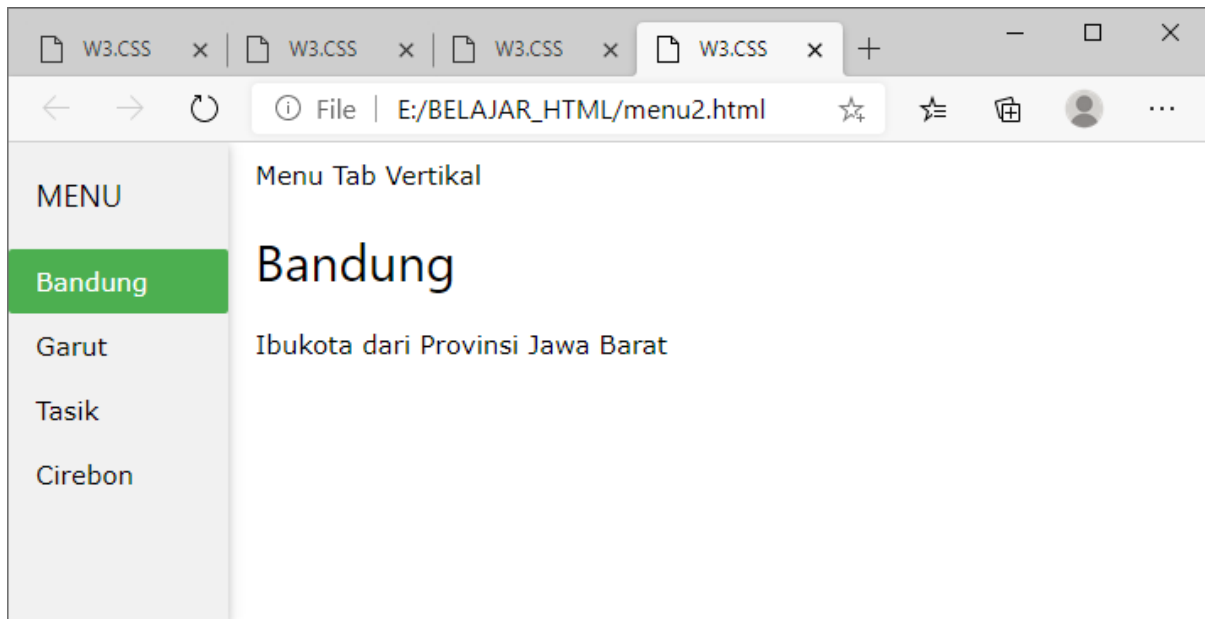 W3.CSS W3.CSS W3.CSS W3.CSS
File E:/BELAJAR_HTML/menu2.html
MENU
Bandung
Garut
Tasik
Cirebon
Menu Tab Vertikal
Bandung
Ibukota dari Provinsi Jawa Barat